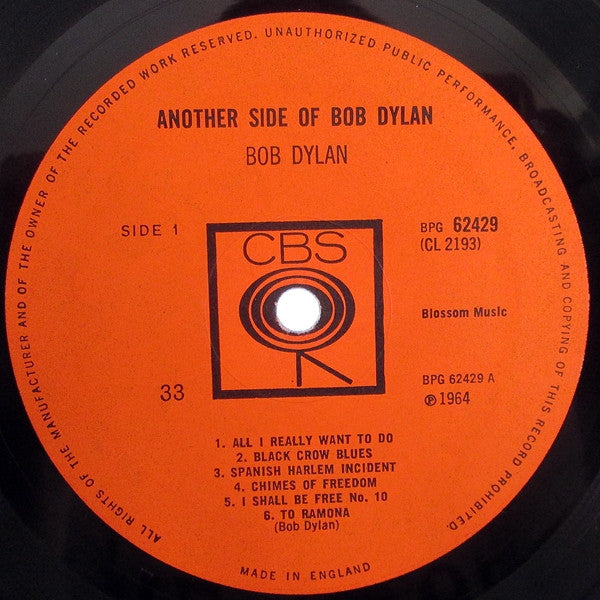 ALL RIGHTS OF THE MANUFACTURER AND OF THE OWNER OF THE RECORDED WORK RESERVED. UNAUTHORIZED PUBLIC PERFORMANCE, BROADCASTING AND COPYING OF THIS RECORD PROHIBITED.
ANOTHER SIDE OF BOB DYLAN
BOB DYLAN
SIDE 1
BPG 62429
(CL 2193)
CBS
Blossom Music
33
BPG 62429 A
℗ 1964
1. ALL I REALLY WANT TO DO
2. BLACK CROW BLUES
3. SPANISH HARLEM INCIDENT
4. CHIMES OF FREEDOM
5. I SHALL BE FREE No. 10
6. TO RAMONA
(Bob Dylan)
MADE IN ENGLAND